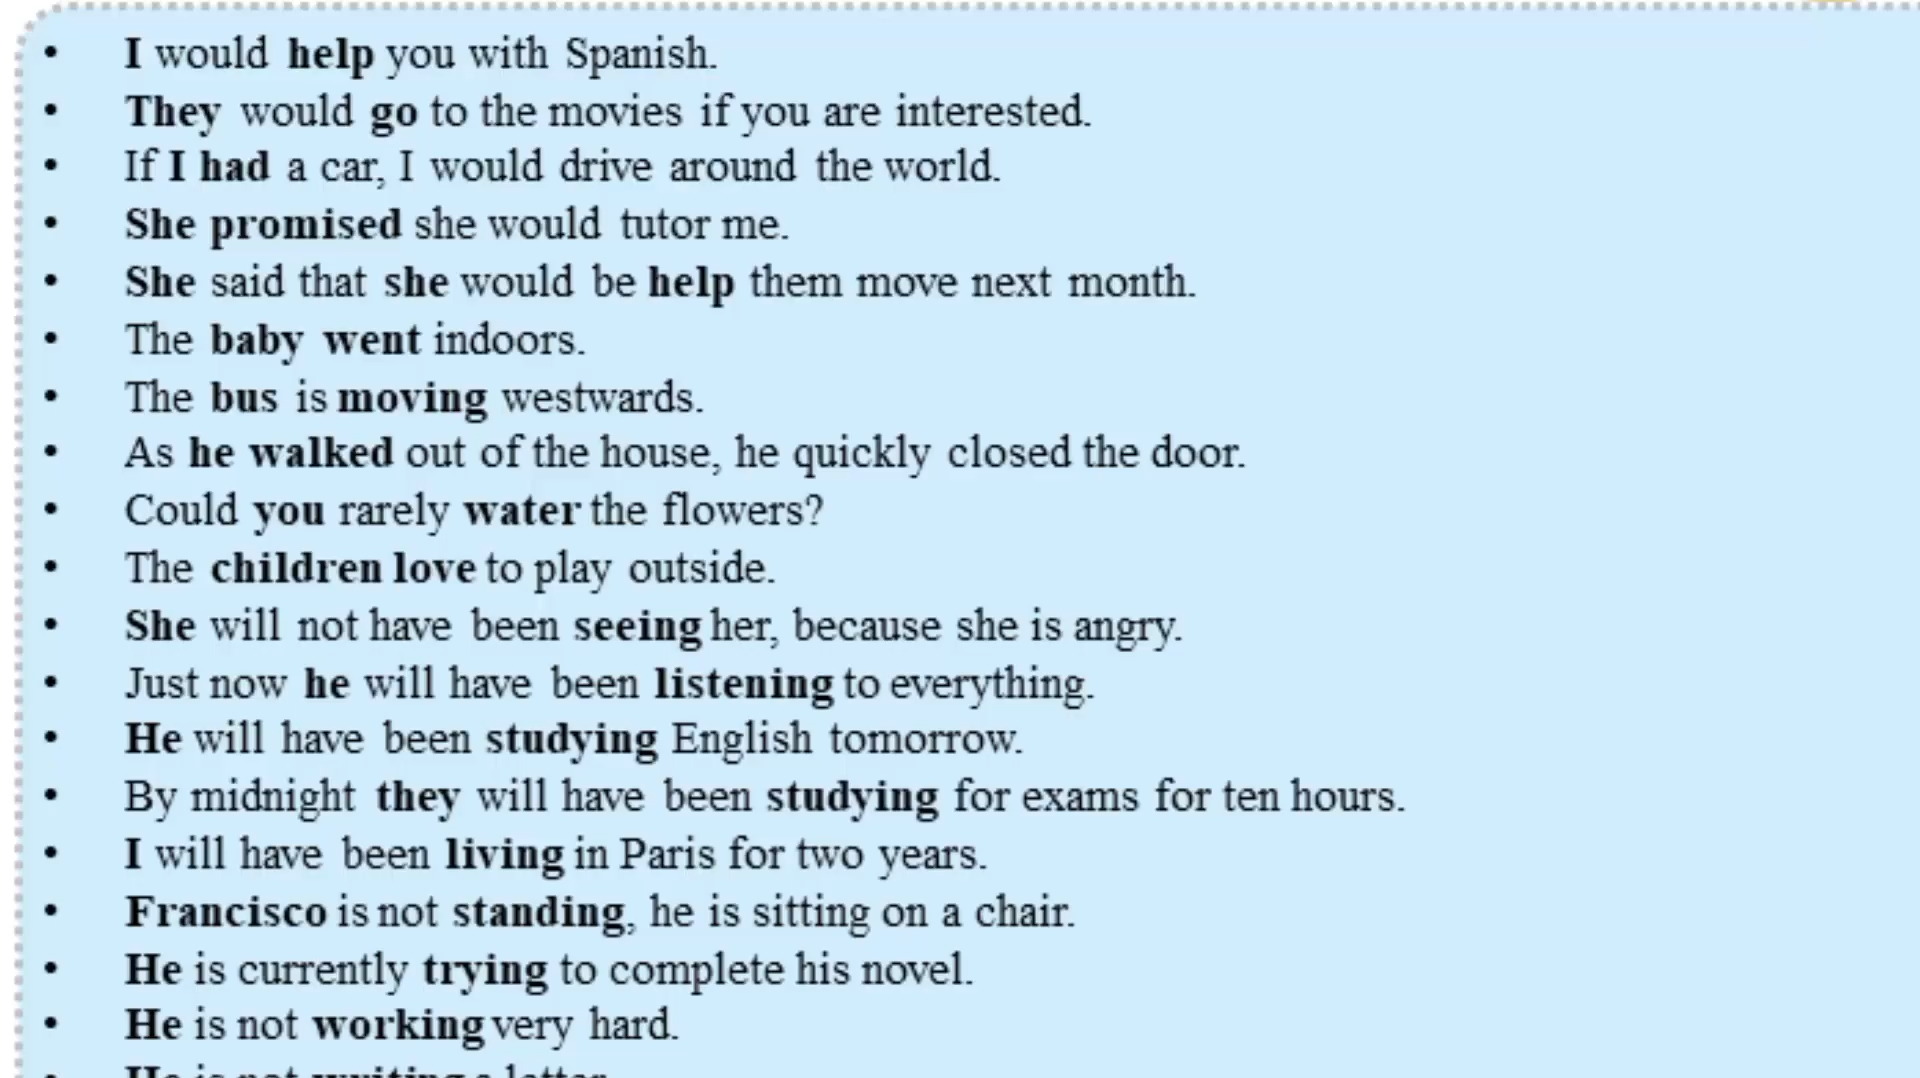 • I would help you with Spanish.
• They would go to the movies if you are interested.
• If I had a car, I would drive around the world.
• She promised she would tutor me.
• She said that she would be help them move next month.
• The baby went indoors.
• The bus is moving westwards.
• As he walked out of the house, he quickly closed the door.
• Could you rarely water the flowers?
• The children love to play outside.
• She will not have been seeing her, because she is angry.
• Just now he will have been listening to everything.
• He will have been studying English tomorrow.
• By midnight they will have been studying for exams for ten hours.
• I will have been living in Paris for two years.
• Francisco is not standing, he is sitting on a chair.
• He is currently trying to complete his novel.
• He is not working very hard.
• He is not writing a letter.